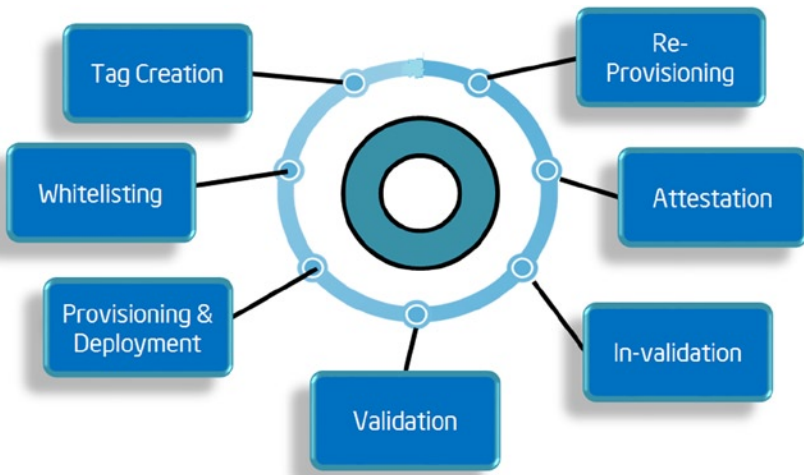 Tag Creation
Whitelisting
Provisioning &
Deployment
Validation
In-validation
Attestation
Re-
Provisioning